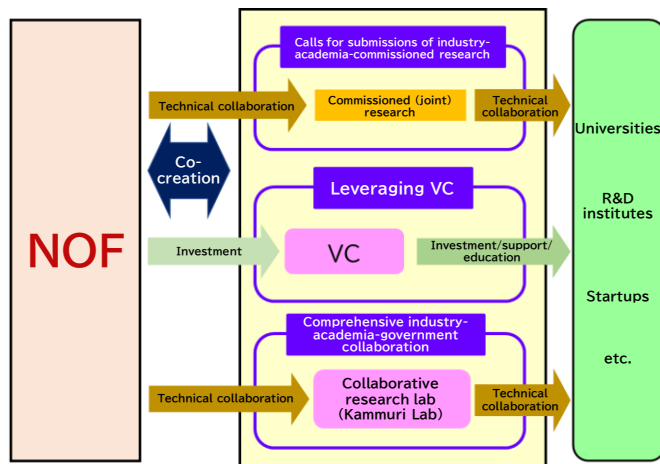 Calls for submissions of industry-
academia-commissioned research
Technical collaboration
Commissioned (joint)
research
Technical
collaboration
Universities
Co-
creation
Leveraging VC
R&D
institutes
NOF
Investment
VC
Investment/support/
education
Startups
Comprehensive industry-
academia-government
collaboration
etc.
Technical collaboration
Collaborative
research lab
(Kammuri Lab)
Technical
collaboration